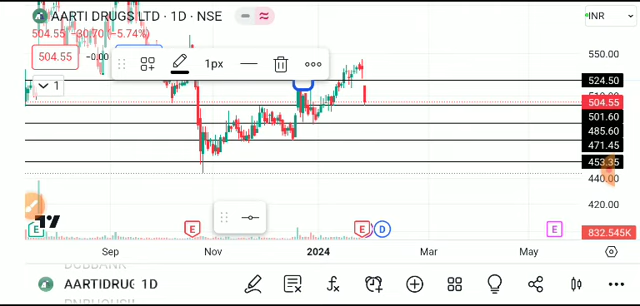 AARTI DRUGS LTD · 1D · NSE
INR
504.55 -30.70 (-5.74%)
504.55
-0.00
1px
1
550.00
524.50
504.55
501.60
485.60
471.45
453.35
440.00
420.00
832.545K
E
E
E
D
E
Sep
Nov
2024
Mar
May
DCBBANK
AARTIDRUG 1D